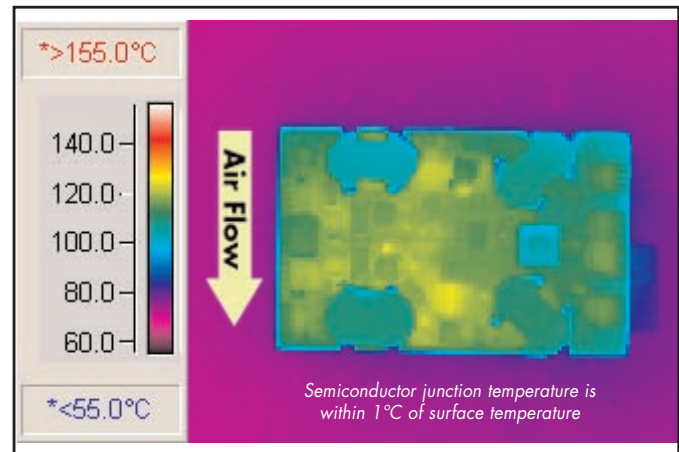 *>155.0°C
140.0
120.0
100.0
80.0
60.0
*<55.0°C
Air Flow
Semiconductor junction temperature is
within 1°C of surface temperature